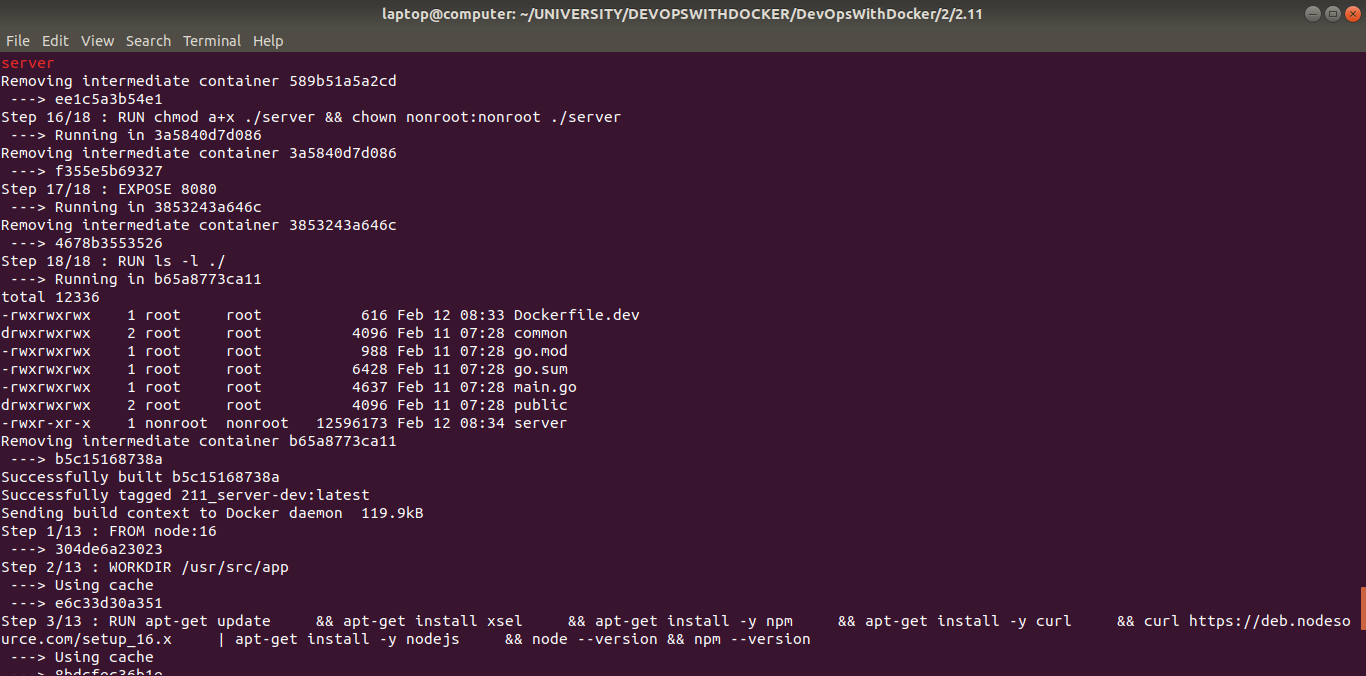 laptop@computer: ~/UNIVERSITY/DEVOPSWITHDOCKER/DevOpsWithDocker/2/2.11
File Edit View Search Terminal Help
server
Removing intermediate container 589b51a5a2cd
 ---> ee1c5a3b54e1
Step 16/18 : RUN chmod a+x ./server && chown nonroot:nonroot ./server
 ---> Running in 3a5840d7d086
Removing intermediate container 3a5840d7d086
 ---> f355e5b69327
Step 17/18 : EXPOSE 8080
 ---> Running in 3853243a646c
Removing intermediate container 3853243a646c
 ---> 4678b3553526
Step 18/18 : RUN ls -l ./
 ---> Running in b65a8773ca11
total 12336
-rwxrwxrwx    1 root     root           616 Feb 12 08:33 Dockerfile.dev
drwxrwxrwx    2 root     root          4096 Feb 11 07:28 common
-rwxrwxrwx    1 root     root           988 Feb 11 07:28 go.mod
-rwxrwxrwx    1 root     root          6428 Feb 11 07:28 go.sum
-rwxrwxrwx    1 root     root          4637 Feb 11 07:28 main.go
drwxrwxrwx    2 root     root          4096 Feb 11 07:28 public
-rwxr-xr-x    1 nonroot  nonroot   12596173 Feb 12 08:34 server
Removing intermediate container b65a8773ca11
 ---> b5c15168738a
Successfully built b5c15168738a
Successfully tagged 211_server-dev:latest
Sending build context to Docker daemon  119.9kB
Step 1/13 : FROM node:16
 ---> 304de6a23023
Step 2/13 : WORKDIR /usr/src/app
 ---> Using cache
 ---> e6c33d30a351
Step 3/13 : RUN apt-get update     && apt-get install xsel     && apt-get install -y npm     && apt-get install -y curl     && curl https://deb.nodeso
urce.com/setup_16.x     | apt-get install -y nodejs     && node --version && npm --version
 ---> Using cache
 ---> 8bdcfec36b1e